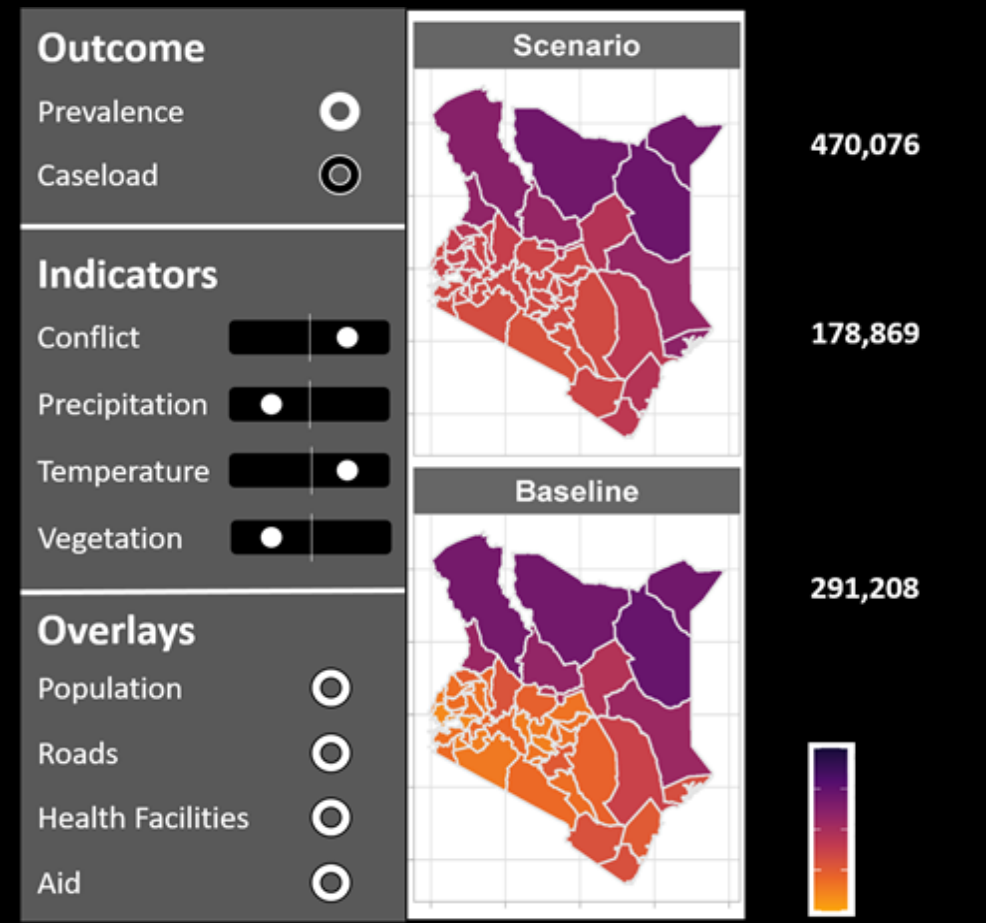 Outcome
Prevalence
Caseload
Indicators
Conflict
Precipitation
Temperature
Vegetation
Overlays
Population
Roads
Health Facilities
Aid
Scenario
Baseline
470,076
178,869
291,208